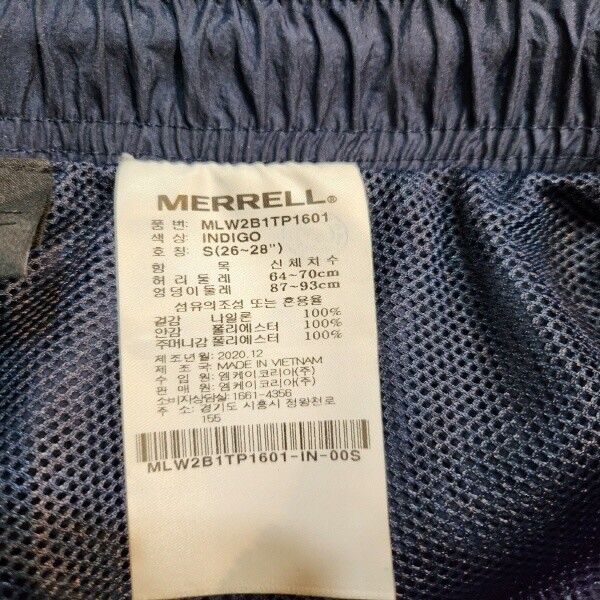 MERRELL®
품 번: MLW2B1TP1601
색 상: INDIGO
호 칭: S(26~28")
항 목 신체치수
허리 둘레 64~70cm
엉덩이둘레 87~93cm
섬유의조성 또는 혼용율
겉감 나일론 100%
안감 폴리에스터 100%
주머니감 폴리에스터 100%
제조년월: 2020.12
제 조 국: MADE IN VIETNAM
수 입 원: 엠케이코리아(주)
판 매 원: 엠케이코리아(주)
소비자상담실: 1661-4356
주 소: 경기도 시흥시 정왕천로
155
MLW2B1TP1601-IN-00S